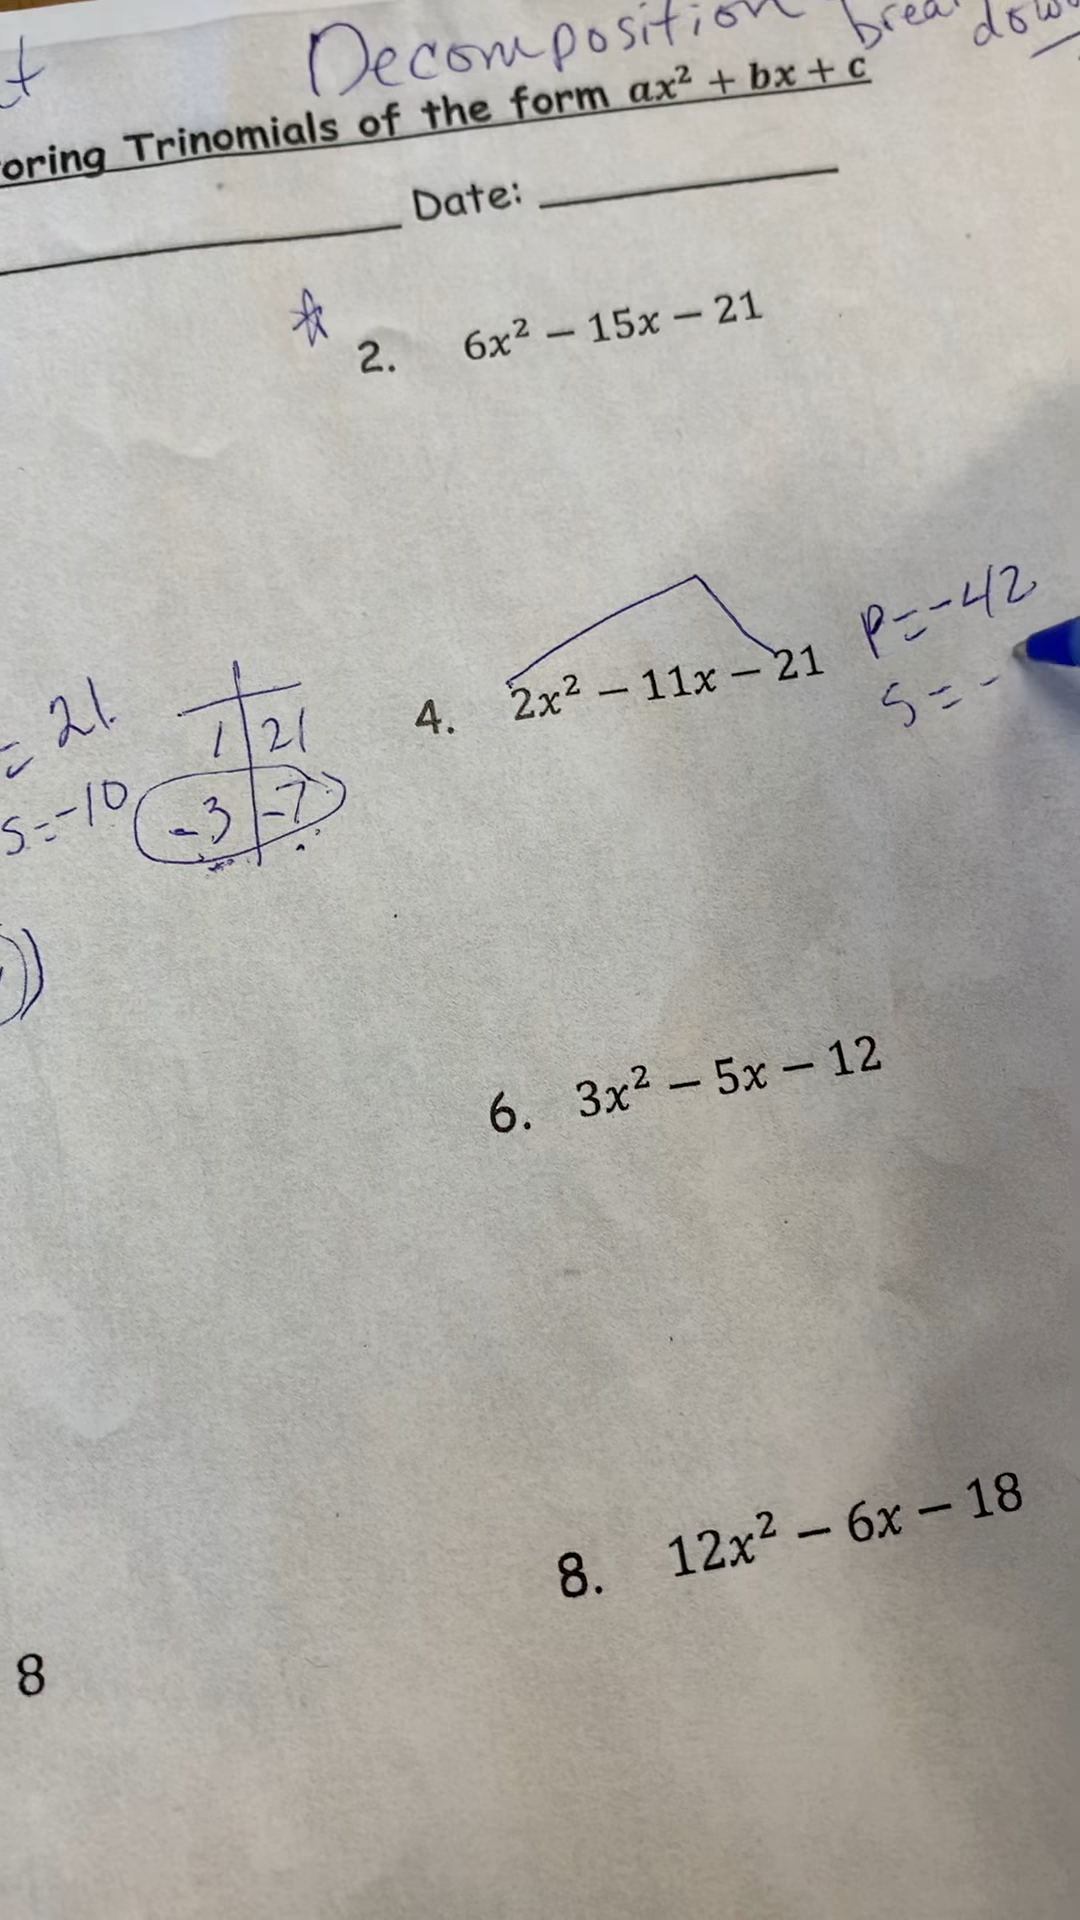 Decomposition
down
oring Trinomials of the form ax² + bx + c
Date:
2. 6x² – 15x – 21
P = -42
4. 2x² – 11x – 21
S = -
= 21
1 21
S = -10
-3 -7
6. 3x² – 5x – 12
8. 12x² – 6x – 18
8